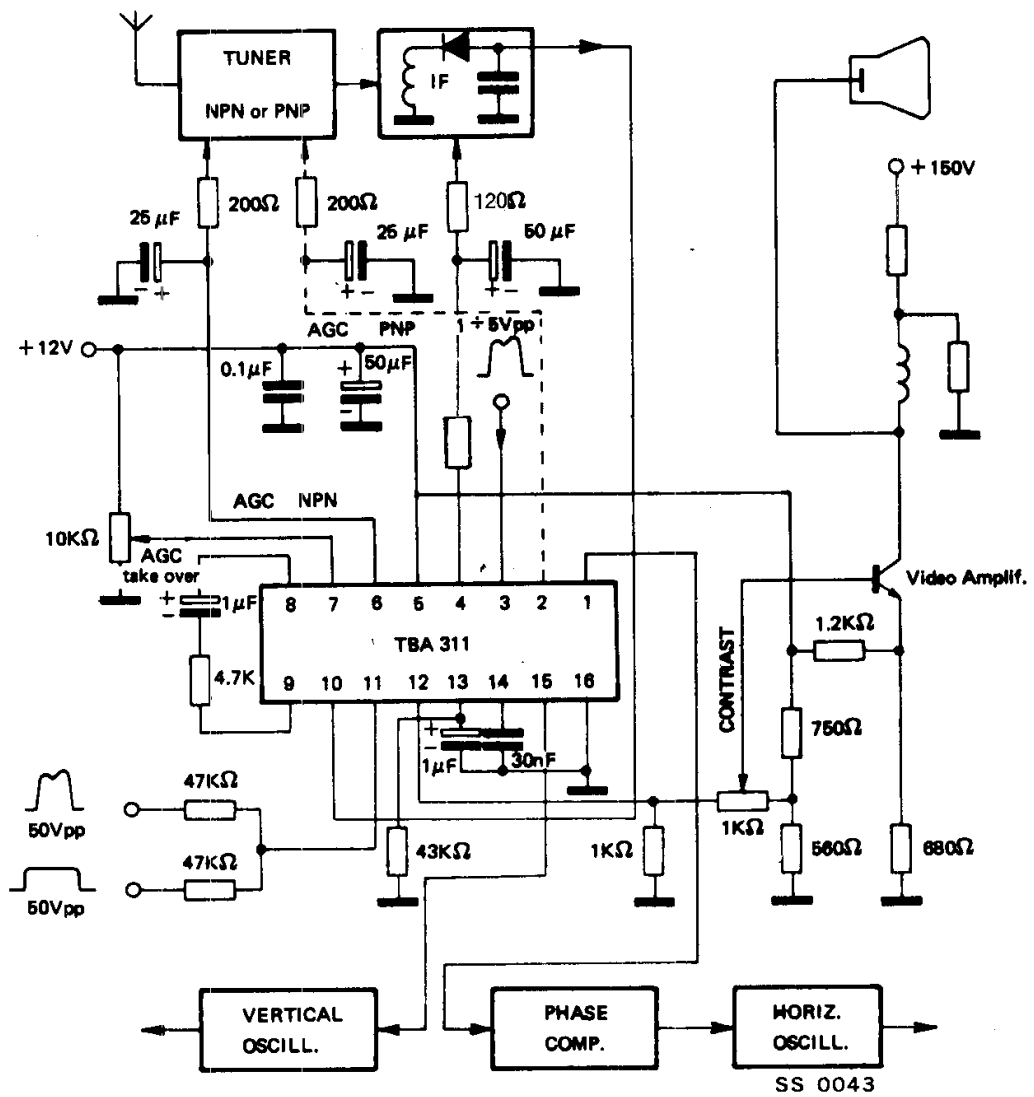 TUNER
NPN or PNP
IF
+150V
200Ω
200Ω
120Ω
25 µF
25 µF
50 µF
- +
+ -
+ -
AGC PNP
1 ÷ 5Vpp
+12V
0.1µF
+
50µF
-
AGC NPN
10KΩ
AGC
take over
+
1µF
-
8 7 6 5 4 3 2 1
TBA 311
9 10 11 12 13 14 15 16
4.7K
Video Amplif.
1.2KΩ
CONTRAST
750Ω
+
-
1µF
30nF
47KΩ
50Vpp
47KΩ
50Vpp
43KΩ
1KΩ
1KΩ
560Ω
680Ω
VERTICAL
OSCILL.
PHASE
COMP.
HORIZ.
OSCILL.
SS 0043